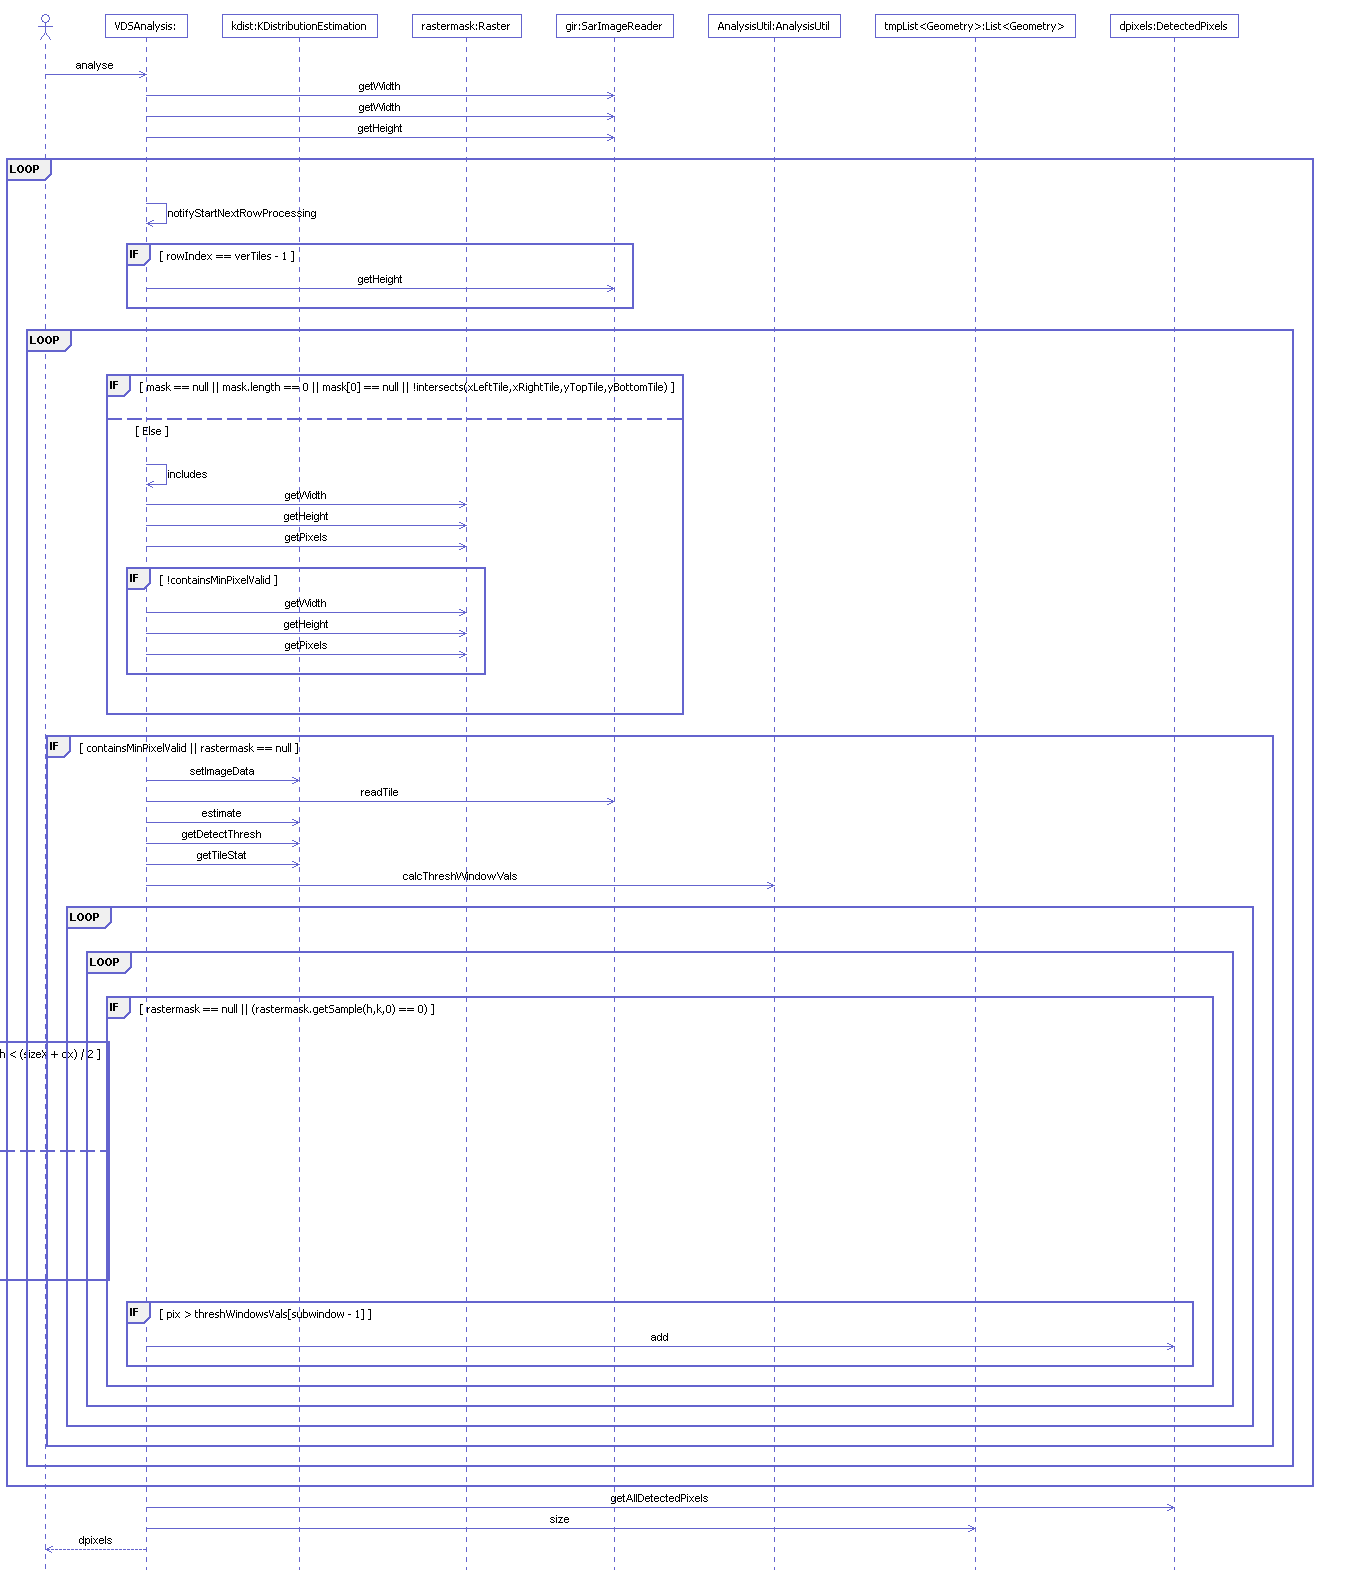 VDSAnalysis:
kdist:KDistributionEstimation
rastermask:Raster
gir:SarImageReader
AnalysisUtil:AnalysisUtil
tmpList<Geometry>:List<Geometry>
dpixels:DetectedPixels
analyse
getWidth
getWidth
getHeight
LOOP
notifyStartNextRowProcessing
IF [ rowIndex == verTiles - 1 ]
getHeight
LOOP
IF [ mask == null || mask.length == 0 || mask[0] == null || !intersects(xLeftTile,xRightTile,yTopTile,yBottomTile) ]
[ Else ]
includes
getWidth
getHeight
getPixels
IF [ !containsMinPixelValid ]
getWidth
getHeight
getPixels
IF [ containsMinPixelValid || rastermask == null ]
setImageData
readTile
estimate
getDetectThresh
getTileStat
calcThreshWindowVals
LOOP
LOOP
IF [ rastermask == null || (rastermask.getSample(h,k,0) == 0) ]
h < (sizeX + dx) / 2 ]
IF [ pix > threshWindowsVals[subwindow - 1] ]
add
getAllDetectedPixels
size
dpixels